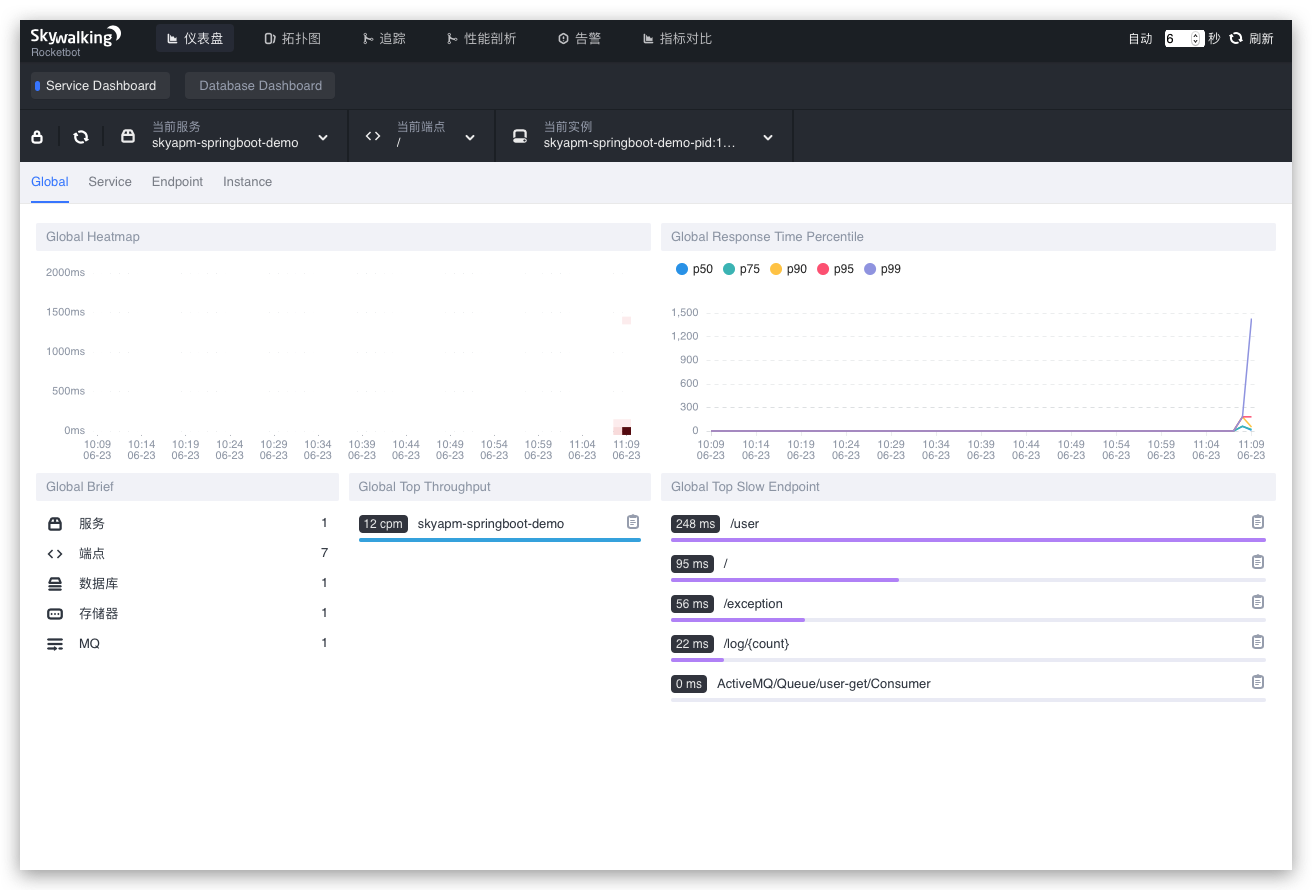 Skywalking
Rocketbot
仪表盘 拓扑图 追踪 性能剖析 告警 指标对比 自动 6 秒 刷新
Service Dashboard Database Dashboard
当前服务 当前端点 当前实例
skyapm-springboot-demo / skyapm-springboot-demo-pid:1...
Global Service Endpoint Instance
Global Heatmap
2000ms
1500ms
1000ms
500ms
0ms
10:09 10:14 10:19 10:24 10:29 10:34 10:39 10:44 10:49 10:54 10:59 11:04 11:09
06-23 06-23 06-23 06-23 06-23 06-23 06-23 06-23 06-23 06-23 06-23 06-23 06-23
Global Response Time Percentile
p50 p75 p90 p95 p99
1,500
1,200
900
600
300
0
10:09 10:14 10:19 10:24 10:29 10:34 10:39 10:44 10:49 10:54 10:59 11:04 11:09
06-23 06-23 06-23 06-23 06-23 06-23 06-23 06-23 06-23 06-23 06-23 06-23 06-23
Global Brief
服务 1
端点 7
数据库 1
存储器 1
MQ 1
Global Top Throughput
12 cpm skyapm-springboot-demo
Global Top Slow Endpoint
248 ms /user
95 ms /
56 ms /exception
22 ms /log/{count}
0 ms ActiveMQ/Queue/user-get/Consumer